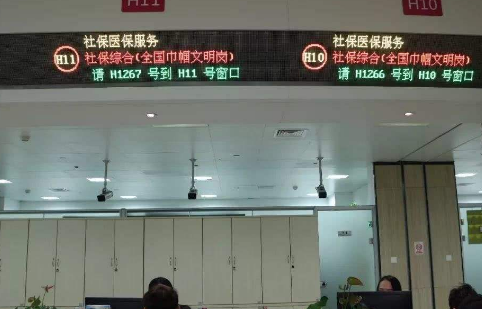 H11
H10
社保医保服务
H11
社保综合(全国巾帼文明岗)
请 H1267 号到 H11 号窗口
社保医保服务
H10
社保综合(全国巾帼文明岗)
请 H1266 号到 H10 号窗口